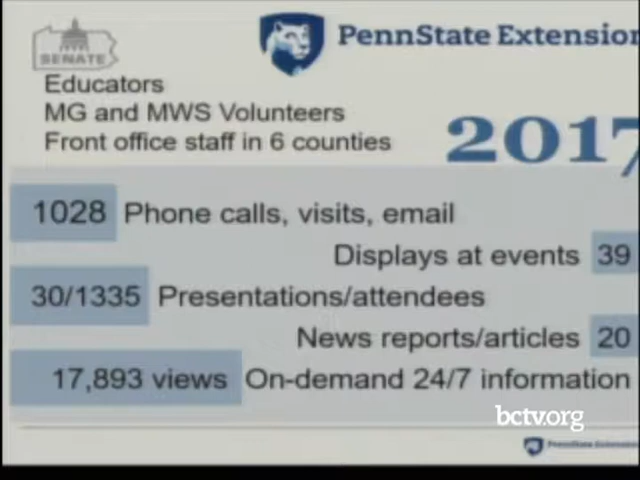 SENATE
PennState Extension
Educators
MG and MWS Volunteers
Front office staff in 6 counties
2017
1028 Phone calls, visits, email
Displays at events 39
30/1335 Presentations/attendees
News reports/articles 20
17,893 views On-demand 24/7 information
bctv.org
PennState Extension